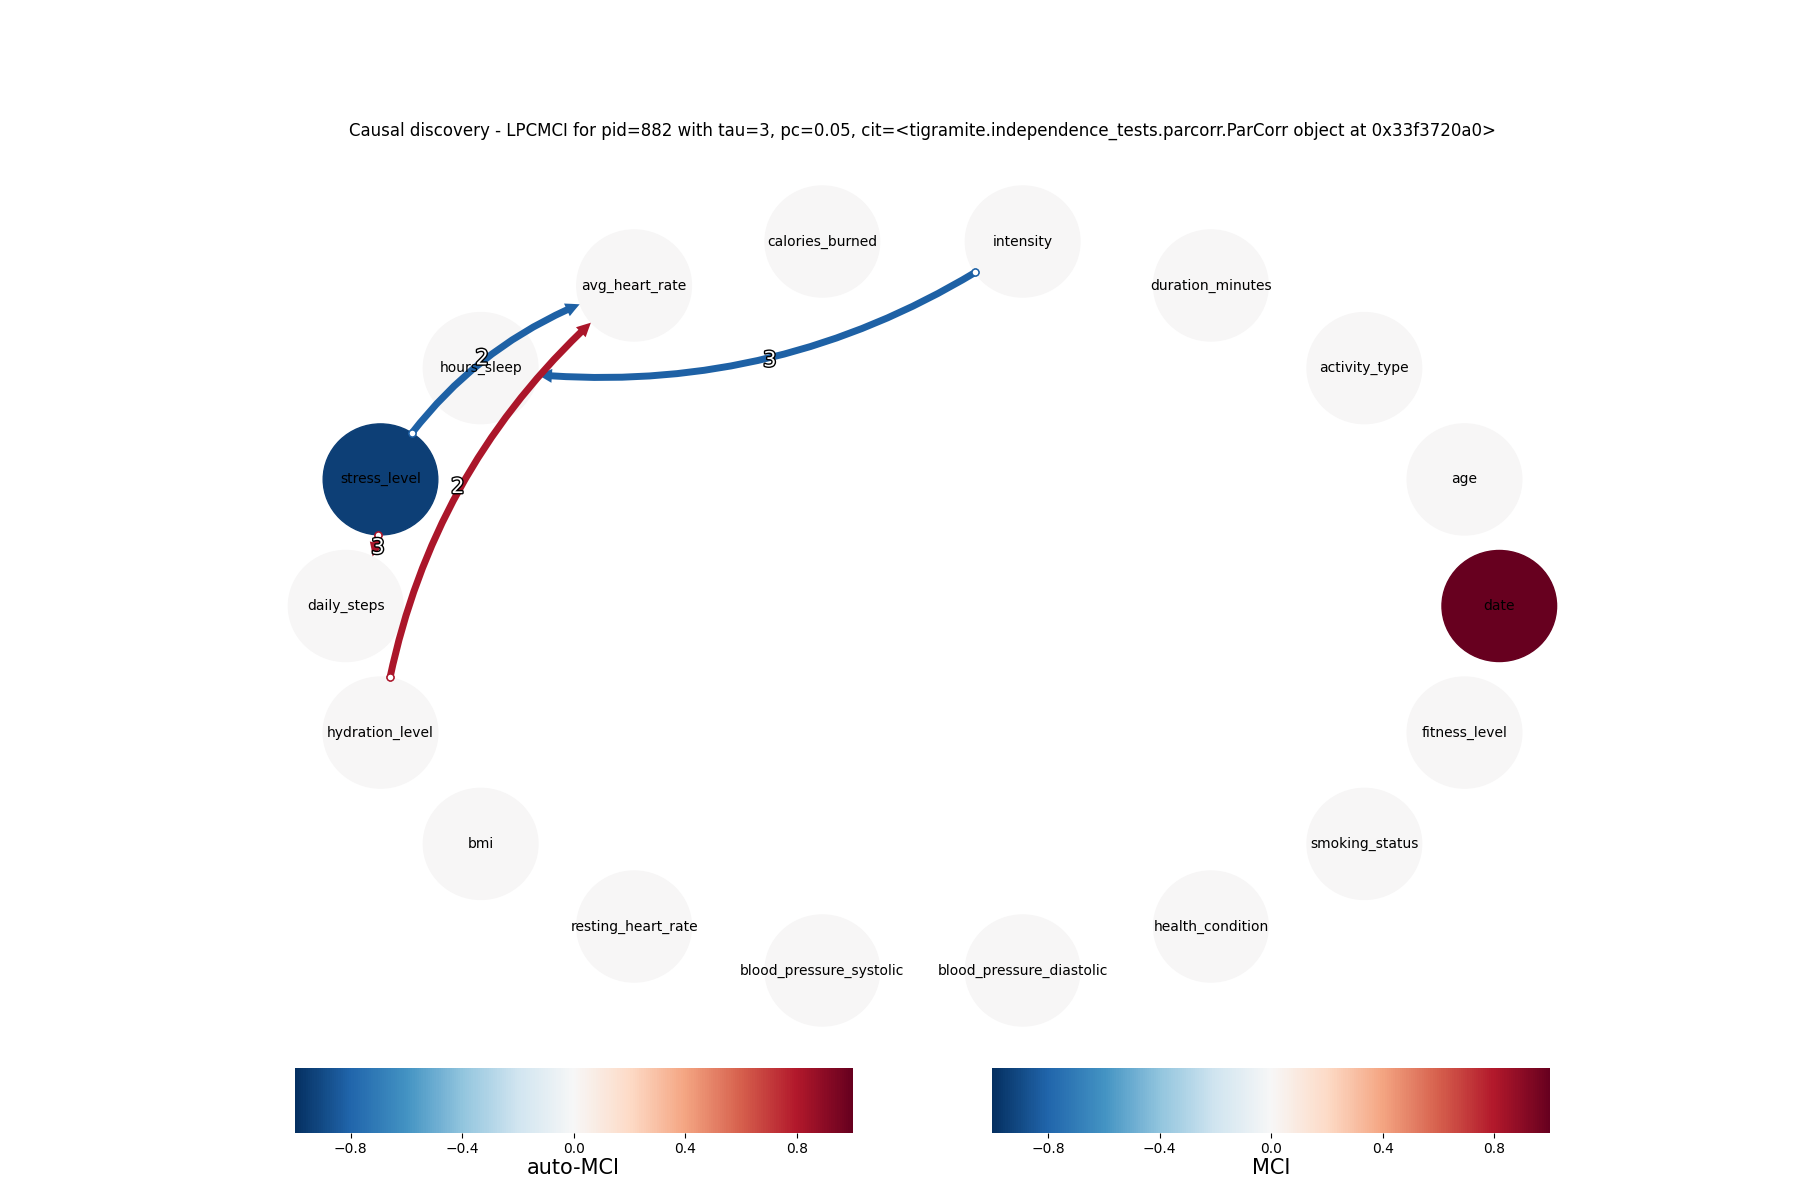 Causal discovery - LPCMCI for pid=882 with tau=3, pc=0.05, cit=<tigramite.independence_tests.parcorr.ParCorr object at 0x33f3720a0>
calories_burned
intensity
avg_heart_rate
duration_minutes
2
3
hours_sleep
activity_type
stress_level
age
2
3
daily_steps
date
hydration_level
fitness_level
bmi
smoking_status
resting_heart_rate
health_condition
blood_pressure_systolic
blood_pressure_diastolic
−0.8 −0.4 0.0 0.4 0.8
auto-MCI
−0.8 −0.4 0.0 0.4 0.8
MCI